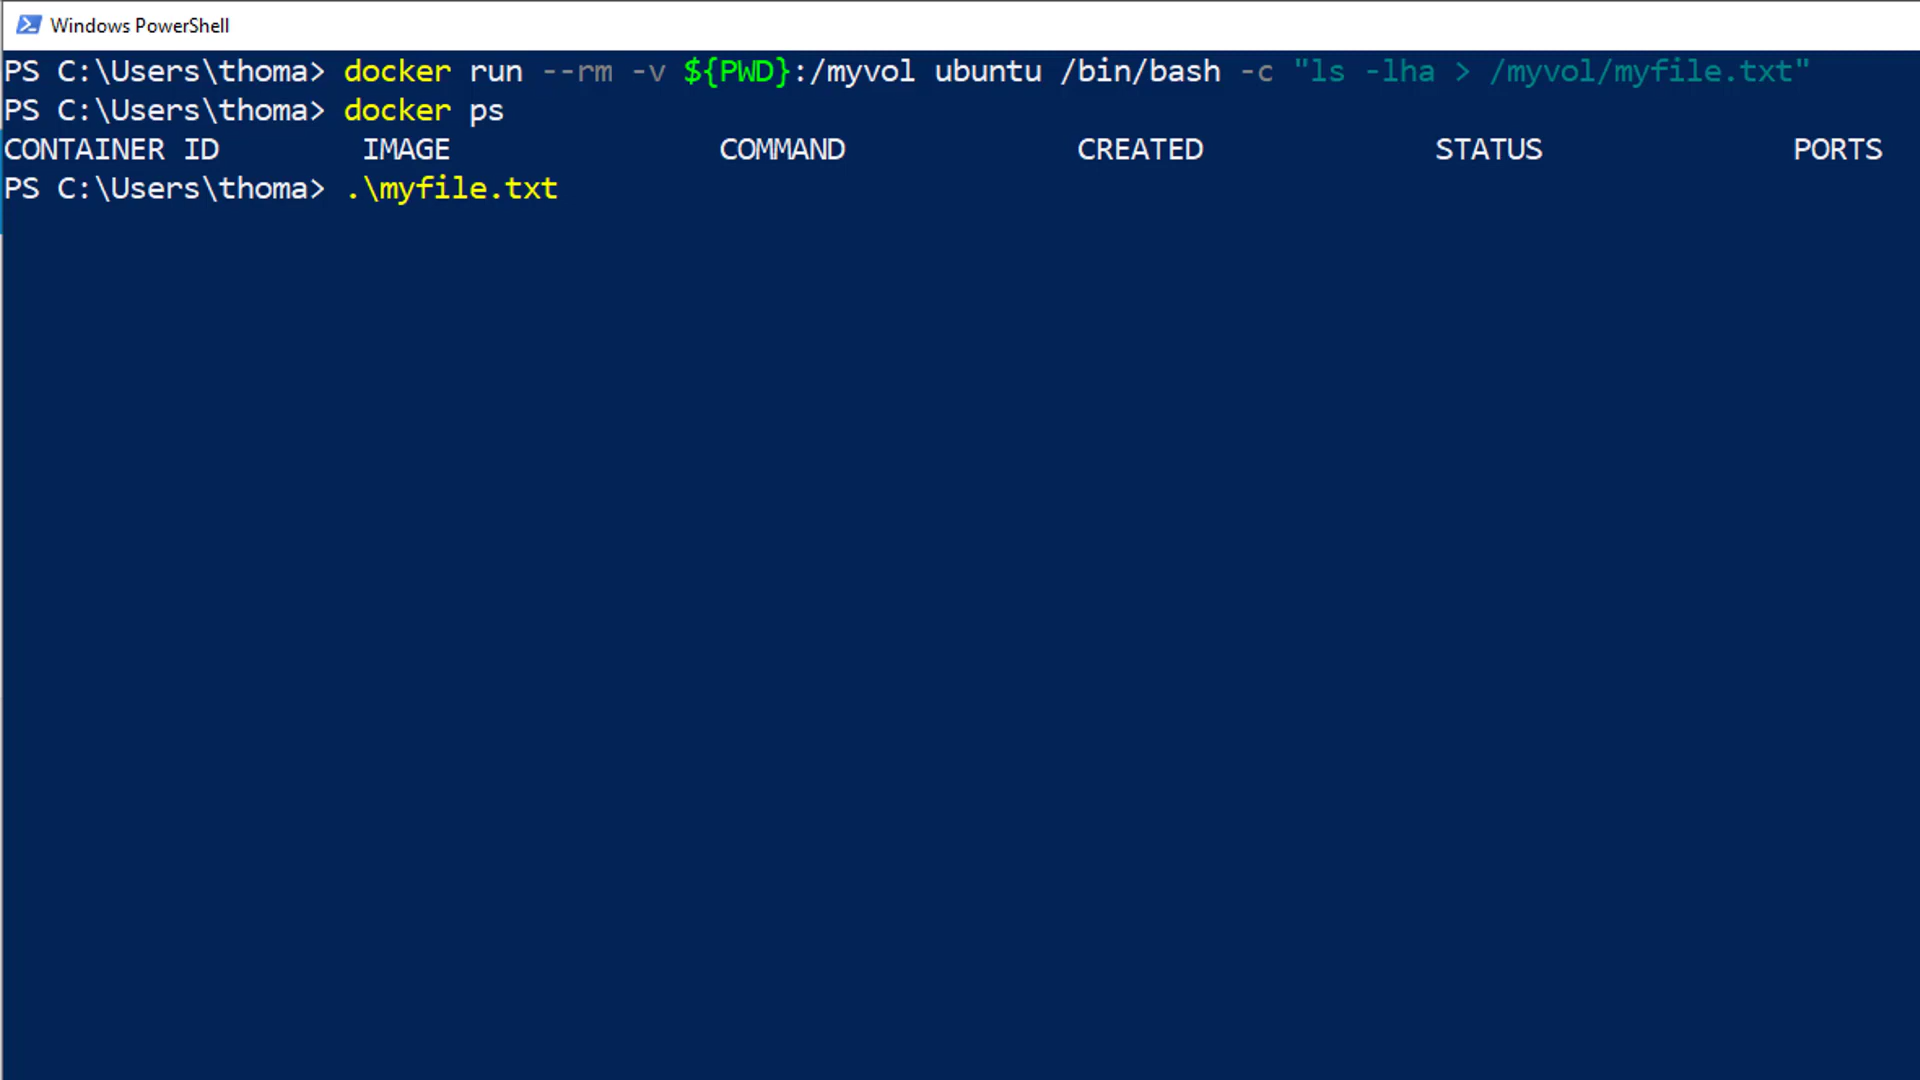 Windows PowerShell
PS C:\Users\thoma> docker run --rm -v ${PWD}:/myvol ubuntu /bin/bash -c "ls -lha > /myvol/myfile.txt"
PS C:\Users\thoma> docker ps
CONTAINER ID        IMAGE               COMMAND             CREATED             STATUS              PORTS
PS C:\Users\thoma> .\myfile.txt